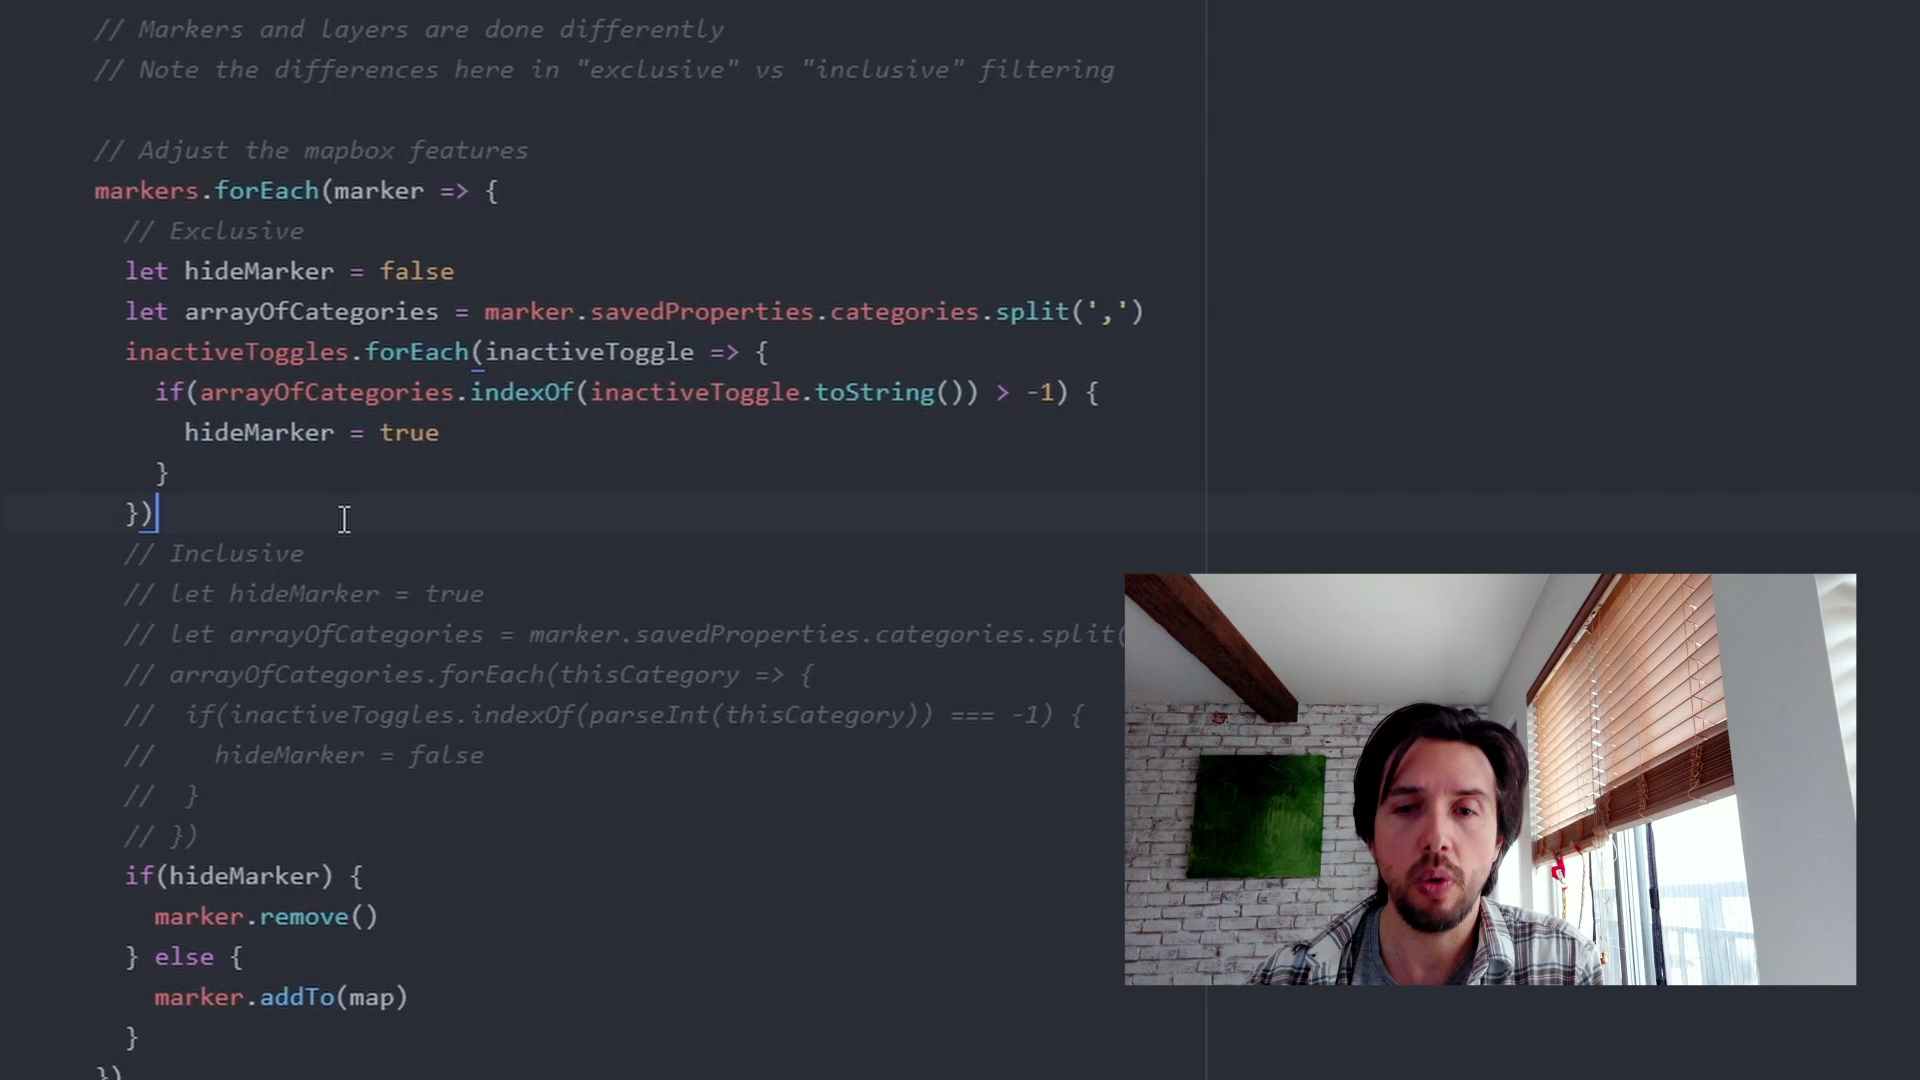 // Markers and layers are done differently
// Note the differences here in "exclusive" vs "inclusive" filtering
// Adjust the mapbox features
markers.forEach(marker => {
// Exclusive
let hideMarker = false
let arrayOfCategories = marker.savedProperties.categories.split(',')
inactiveToggles.forEach(inactiveToggle => {
if(arrayOfCategories.indexOf(inactiveToggle.toString()) > -1) {
hideMarker = true
}
})
// Inclusive
// let hideMarker = true
// let arrayOfCategories = marker.savedProperties.categories.split(
// arrayOfCategories.forEach(thisCategory => {
// if(inactiveToggles.indexOf(parseInt(thisCategory)) === -1) {
// hideMarker = false
// }
// })
if(hideMarker) {
marker.remove()
} else {
marker.addTo(map)
}
})